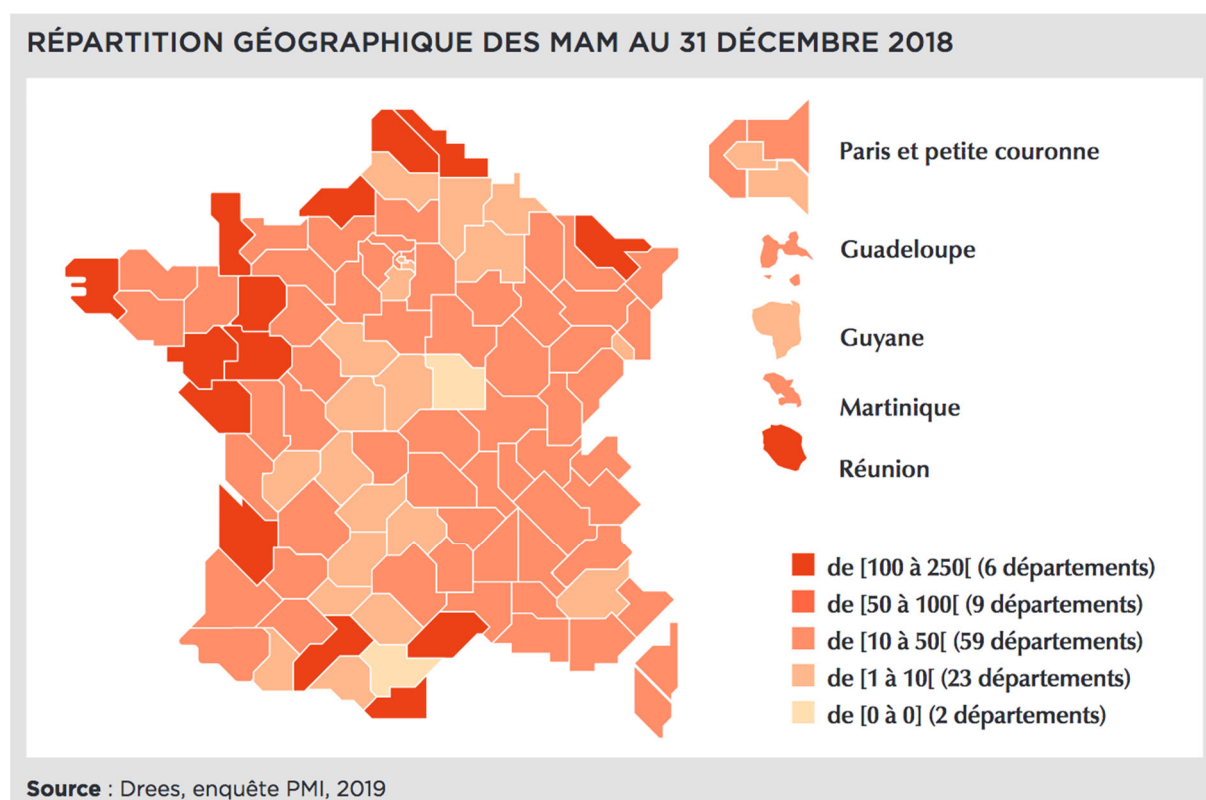 RÉPARTITION GÉOGRAPHIQUE DES MAM AU 31 DÉCEMBRE 2018
Paris et petite couronne
Guadeloupe
Guyane
Martinique
Réunion
de [100 à 250[ (6 départements)
de [50 à 100[ (9 départements)
de [10 à 50[ (59 départements)
de [1 à 10[ (23 départements)
de [0 à 0] (2 départements)
Source : Drees, enquête PMI, 2019